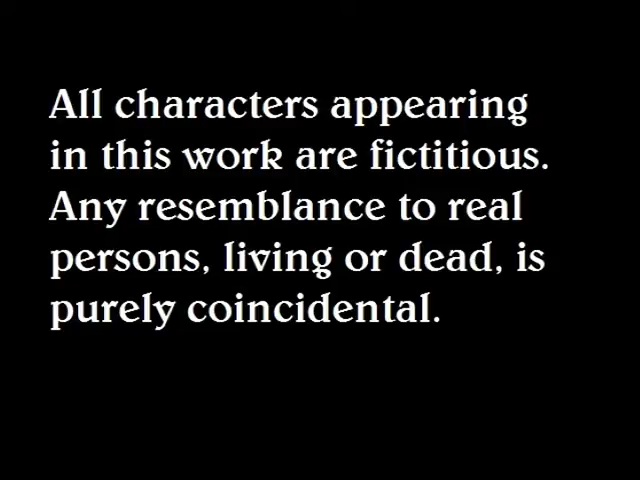 All characters appearing
in this work are fictitious.
Any resemblance to real
persons, living or dead, is
purely coincidental.